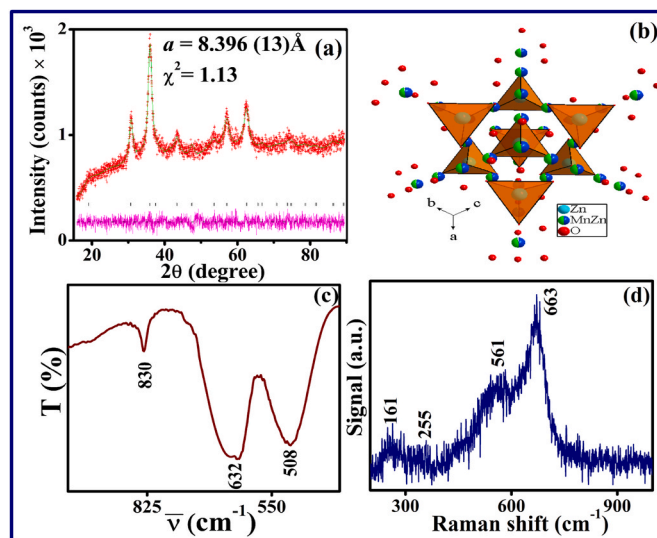 (a)
a = 8.396 (13)Å
χ²= 1.13
Intensity (counts) × 10³
2
1
0
20
40
60
80
2θ (degree)
(b)
b
c
a
Zn
MnZn
O
(c)
T (%)
830
632
508
825
550
ν̅ (cm⁻¹)
(d)
663
561
161
255
Signal (a.u.)
300
600
900
Raman shift (cm⁻¹)